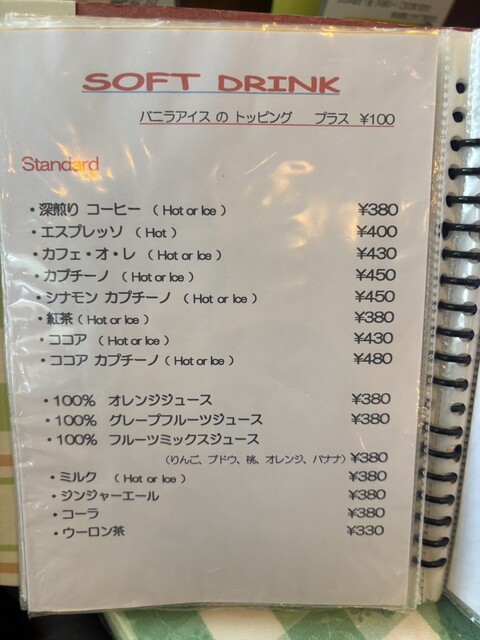 SOFT DRINK
バニラアイス の トッピング プラス ¥100
Standard
・深煎り コーヒー ( Hot or Ice ) ¥380
・エスプレッソ ( Hot ) ¥400
・カフェ・オ・レ ( Hot or Ice ) ¥430
・カプチーノ ( Hot or Ice ) ¥450
・シナモン カプチーノ ( Hot or Ice ) ¥450
・紅茶 ( Hot or Ice ) ¥380
・ココア ( Hot or Ice ) ¥430
・ココア カプチーノ ( Hot or Ice ) ¥480
・100% オレンジジュース ¥380
・100% グレープフルーツジュース ¥380
・100% フルーツミックスジュース
(りんご、ブドウ、桃、オレンジ、バナナ) ¥380
・ミルク ( Hot or Ice ) ¥380
・ジンジャーエール ¥380
・コーラ ¥380
・ウーロン茶 ¥330